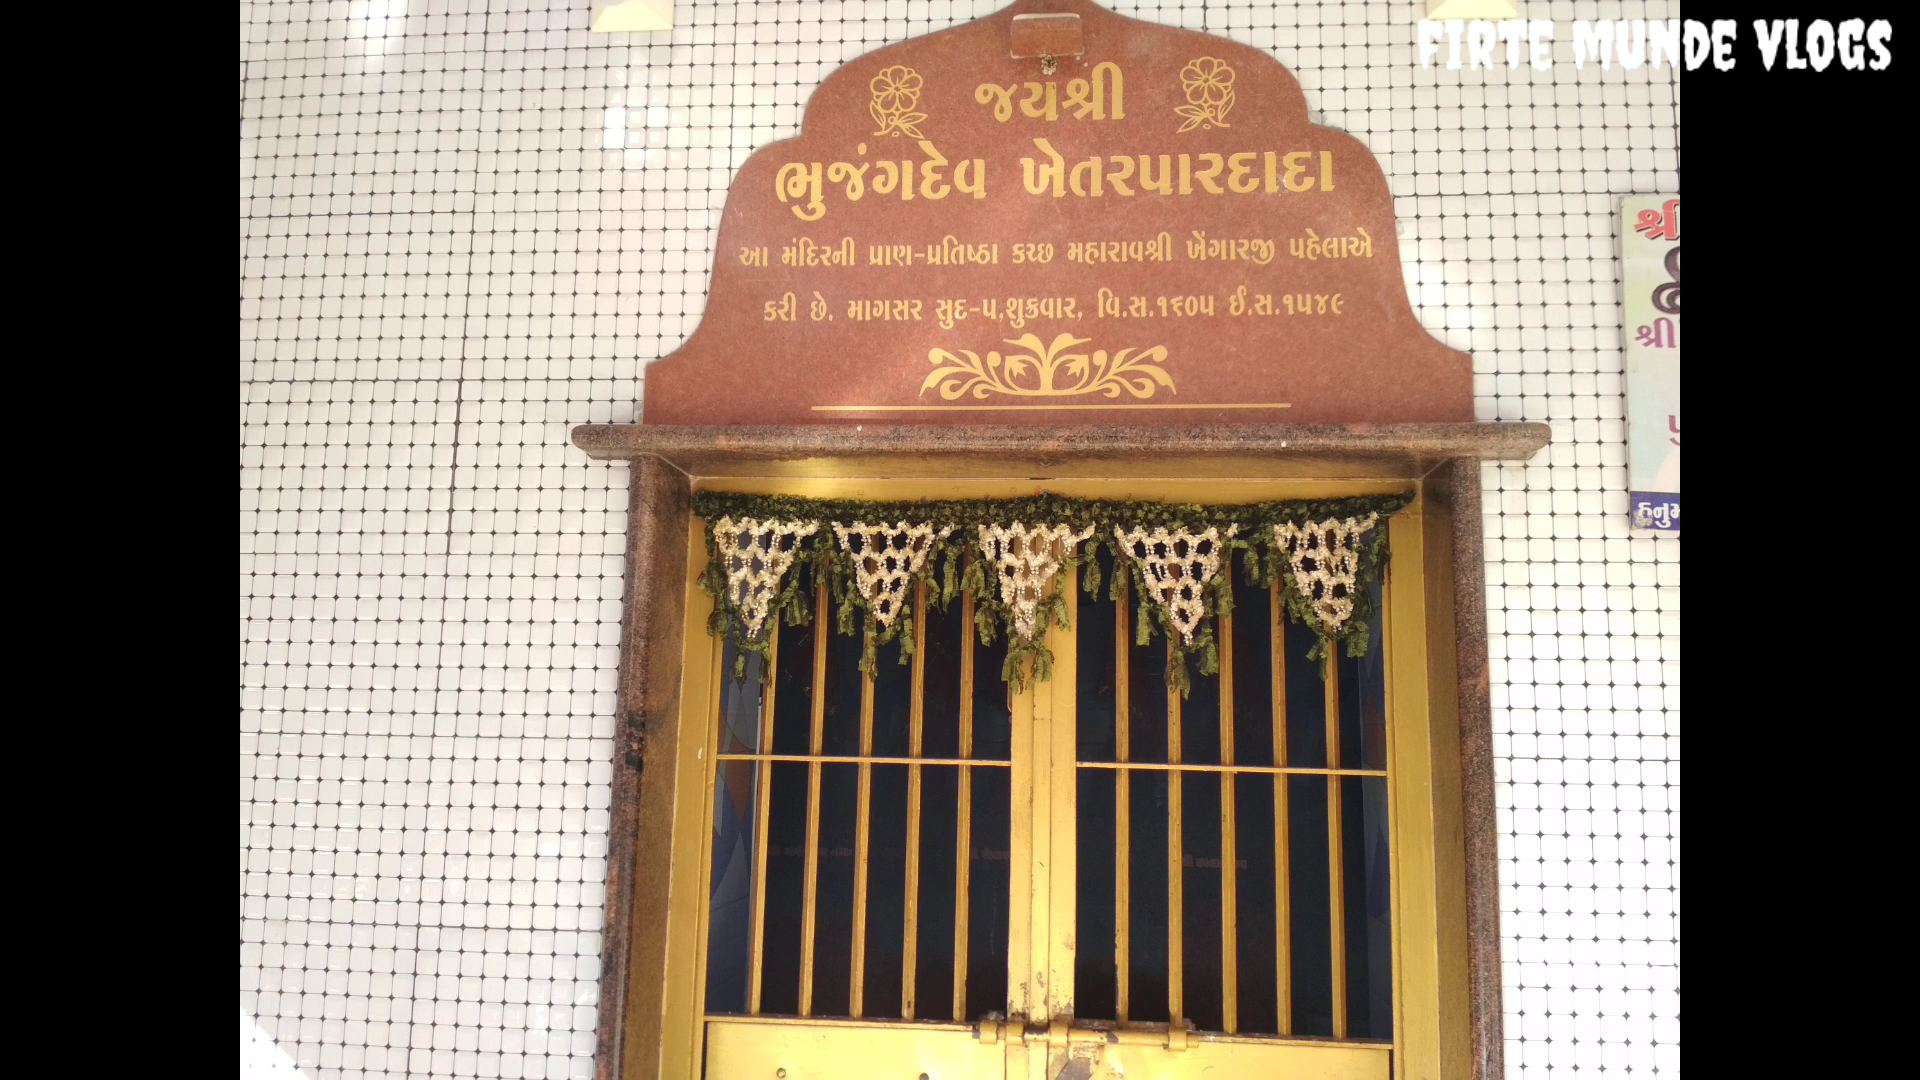 FIRTE MUNDE VLOGS
જયશ્રી
ભુજંગદેવ ખેતરપારદાદા
આ મંદિરની પ્રાણ-પ્રતિષ્ઠા કચ્છ મહારાવશ્રી ખેંગારજી પહેલાએ
કરી છે. માગસર સુદ-૫,શુક્રવાર, વિ.સ.૧૬૦૫ ઈ.સ.૧૫૪૯
શ્રી
શ્રી